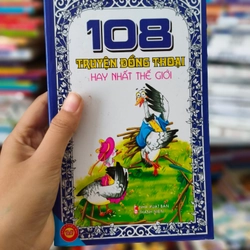 108
TRUYỆN ĐỒNG THOẠI
HAY NHẤT THẾ GIỚI